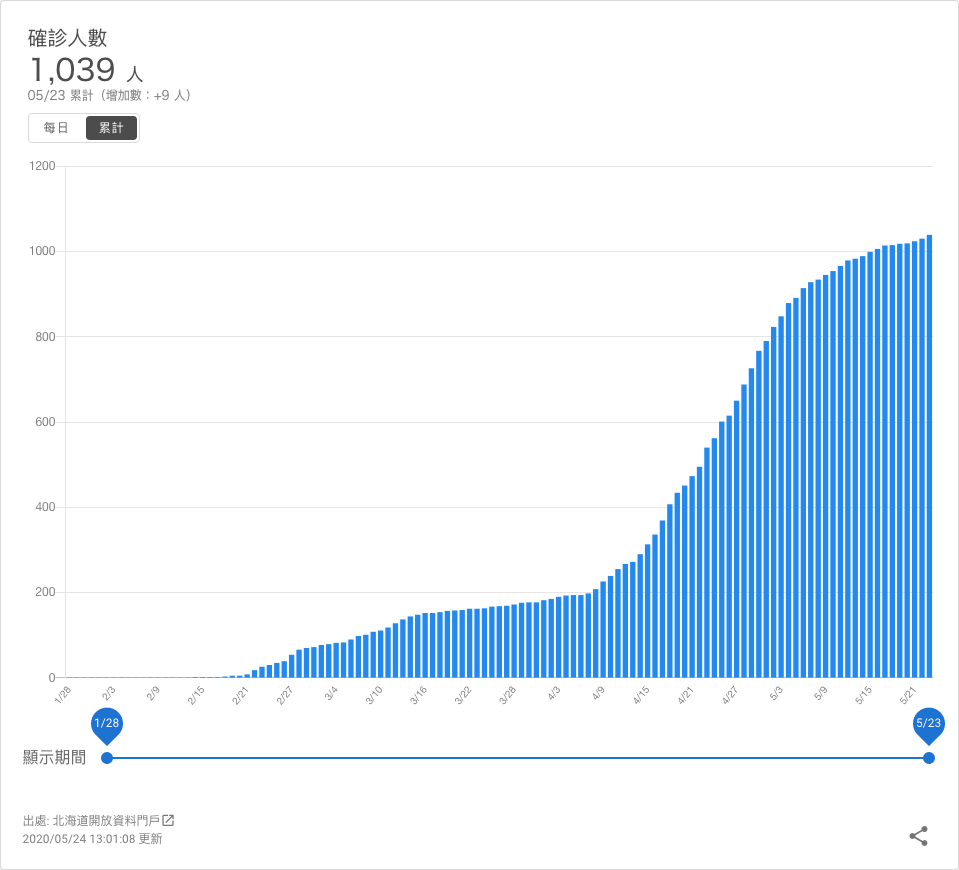 確診人數
1,039 人
05/23 累計（增加數：+9 人）
每日 累計
1200
1000
800
600
400
200
0
1/28 2/3 2/9 2/15 2/21 2/27 3/4 3/10 3/16 3/22 3/28 4/3 4/9 4/15 4/21 4/27 5/3 5/9 5/15 5/21
1/28 5/23
顯示期間
出處: 北海道開放資料門戶
2020/05/24 13:01:08 更新